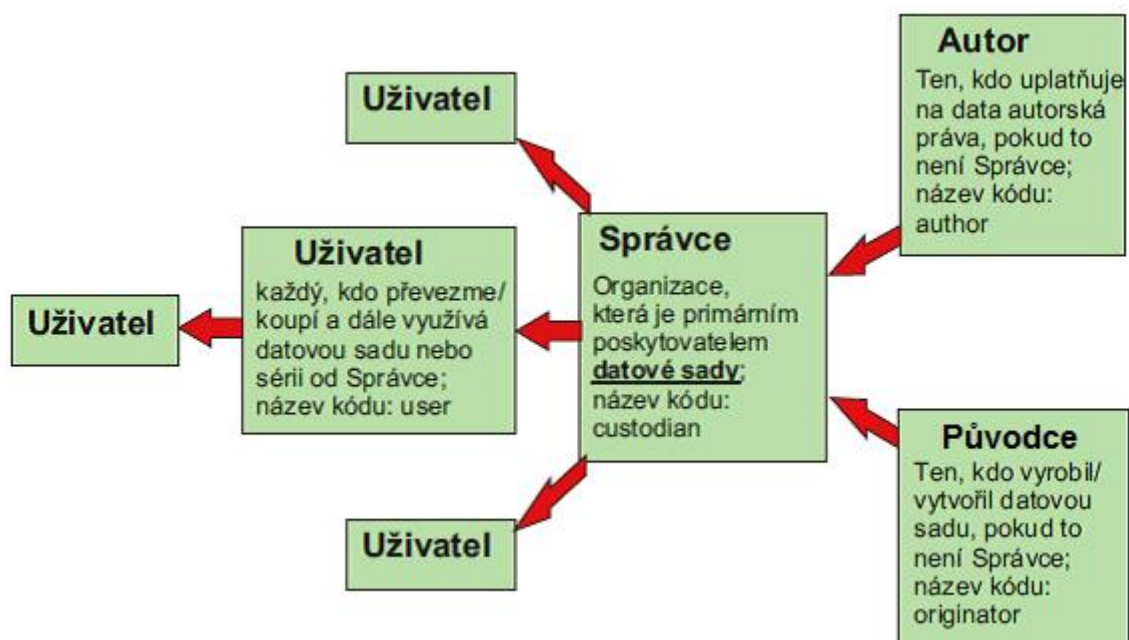 Autor
Ten, kdo uplatňuje
na data autorská
práva, pokud to
není Správce;
název kódu:
author
Uživatel
Správce
Organizace,
která je primárním
poskytovatelem
datové sady;
název kódu:
custodian
Uživatel
každý, kdo převezme/
koupí a dále využívá
datovou sadu nebo
sérii od Správce;
název kódu: user
Uživatel
Původce
Ten, kdo vyrobil/
vytvořil datovou
sadu, pokud to
není Správce;
název kódu:
originator
Uživatel